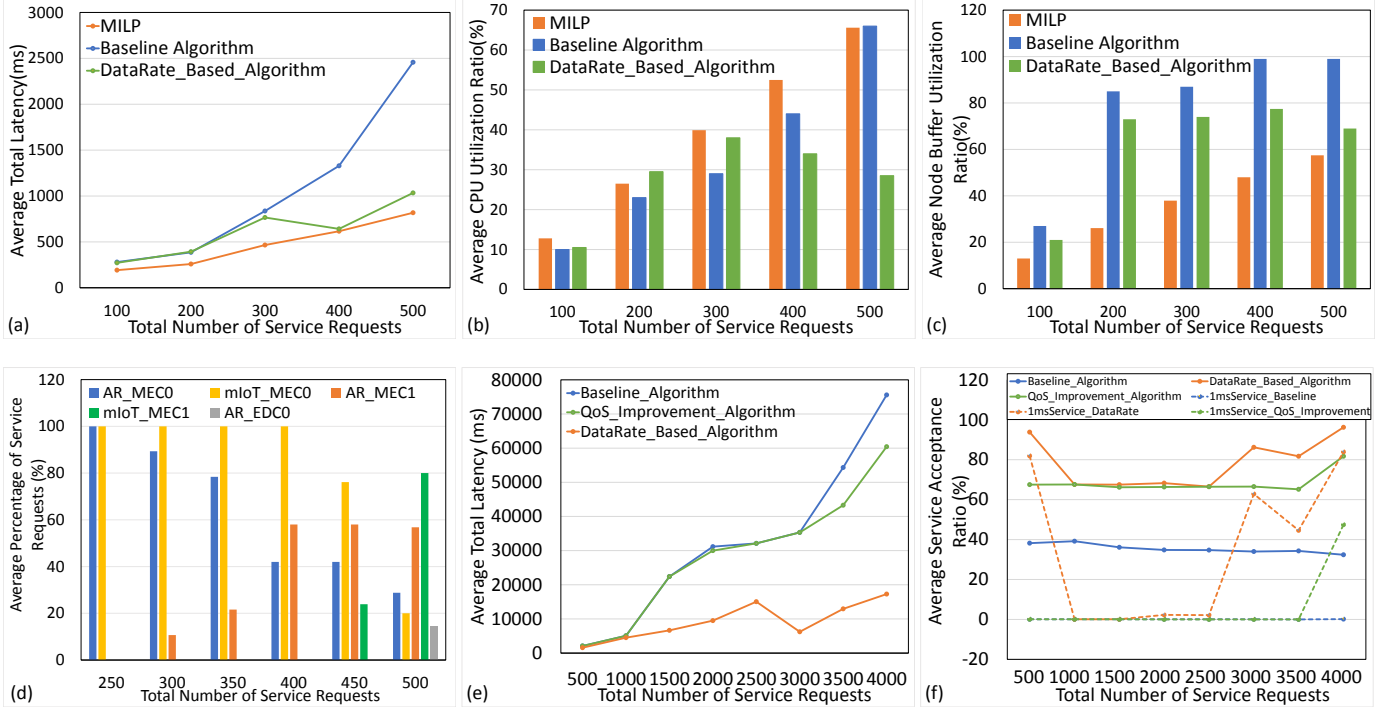 3000
2500
2000
1500
1000
500
0
Average Total Latency(ms)
MILP
Baseline Algorithm
DataRate_Based_Algorithm
100 200 300 400 500
Total Number of Service Requests
(a)
70
60
50
40
30
20
10
0
Average CPU Utilization Ratio(%)
MILP
Baseline Algorithm
DataRate_Based_Algorithm
100 200 300 400 500
Total Number of Service Requests
(b)
120
100
80
60
40
20
0
Average Node Buffer Utilization
Ratio(%)
MILP
Baseline Algorithm
DataRate_Based_Algorithm
100 200 300 400 500
Total Number of Service Requests
(c)
120
100
80
60
40
20
0
Average Percentage of Service
Requests (%)
AR_MEC0 mIoT_MEC0 AR_MEC1
mIoT_MEC1 AR_EDC0
250 300 350 400 450 500
Total Number of Service Requests
(d)
80000
70000
60000
50000
40000
30000
20000
10000
0
Average Total Latency (ms)
Baseline_Algorithm
QoS_Improvement_Algorithm
DataRate_Based_Algorithm
500 1000 1500 2000 2500 3000 3500 4000
Total Number of Service Requests
(e)
120
100
80
60
40
20
0
-20
Average Service Acceptance
Ratio (%)
Baseline_Algorithm DataRate_Based_Algorithm
QoS_Improvement_Algorithm 1msService_Baseline
1msService_DataRate 1msService_QoS_Improvement
500 1000 1500 2000 2500 3000 3500 4000
Total Number of Service Requests
(f)